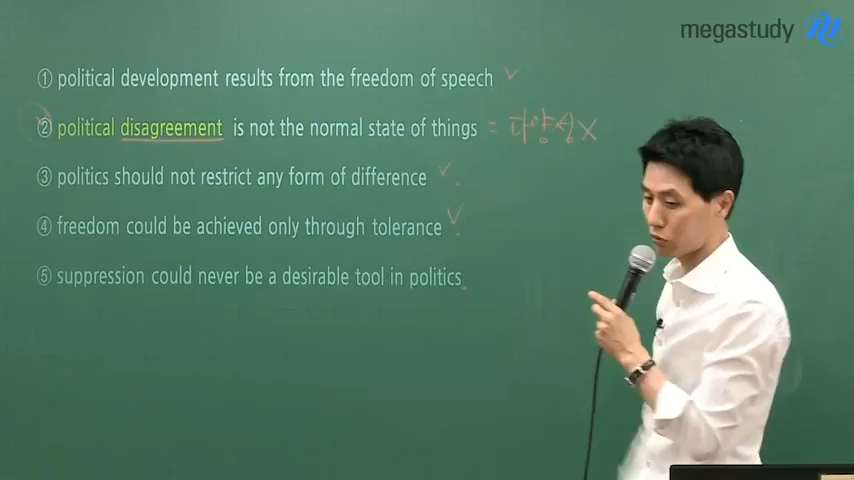 megastudy
① political development results from the freedom of speech ✓
② political disagreement is not the normal state of things = 다양성 X
③ politics should not restrict any form of difference ✓
④ freedom could be achieved only through tolerance ✓
⑤ suppression could never be a desirable tool in politics